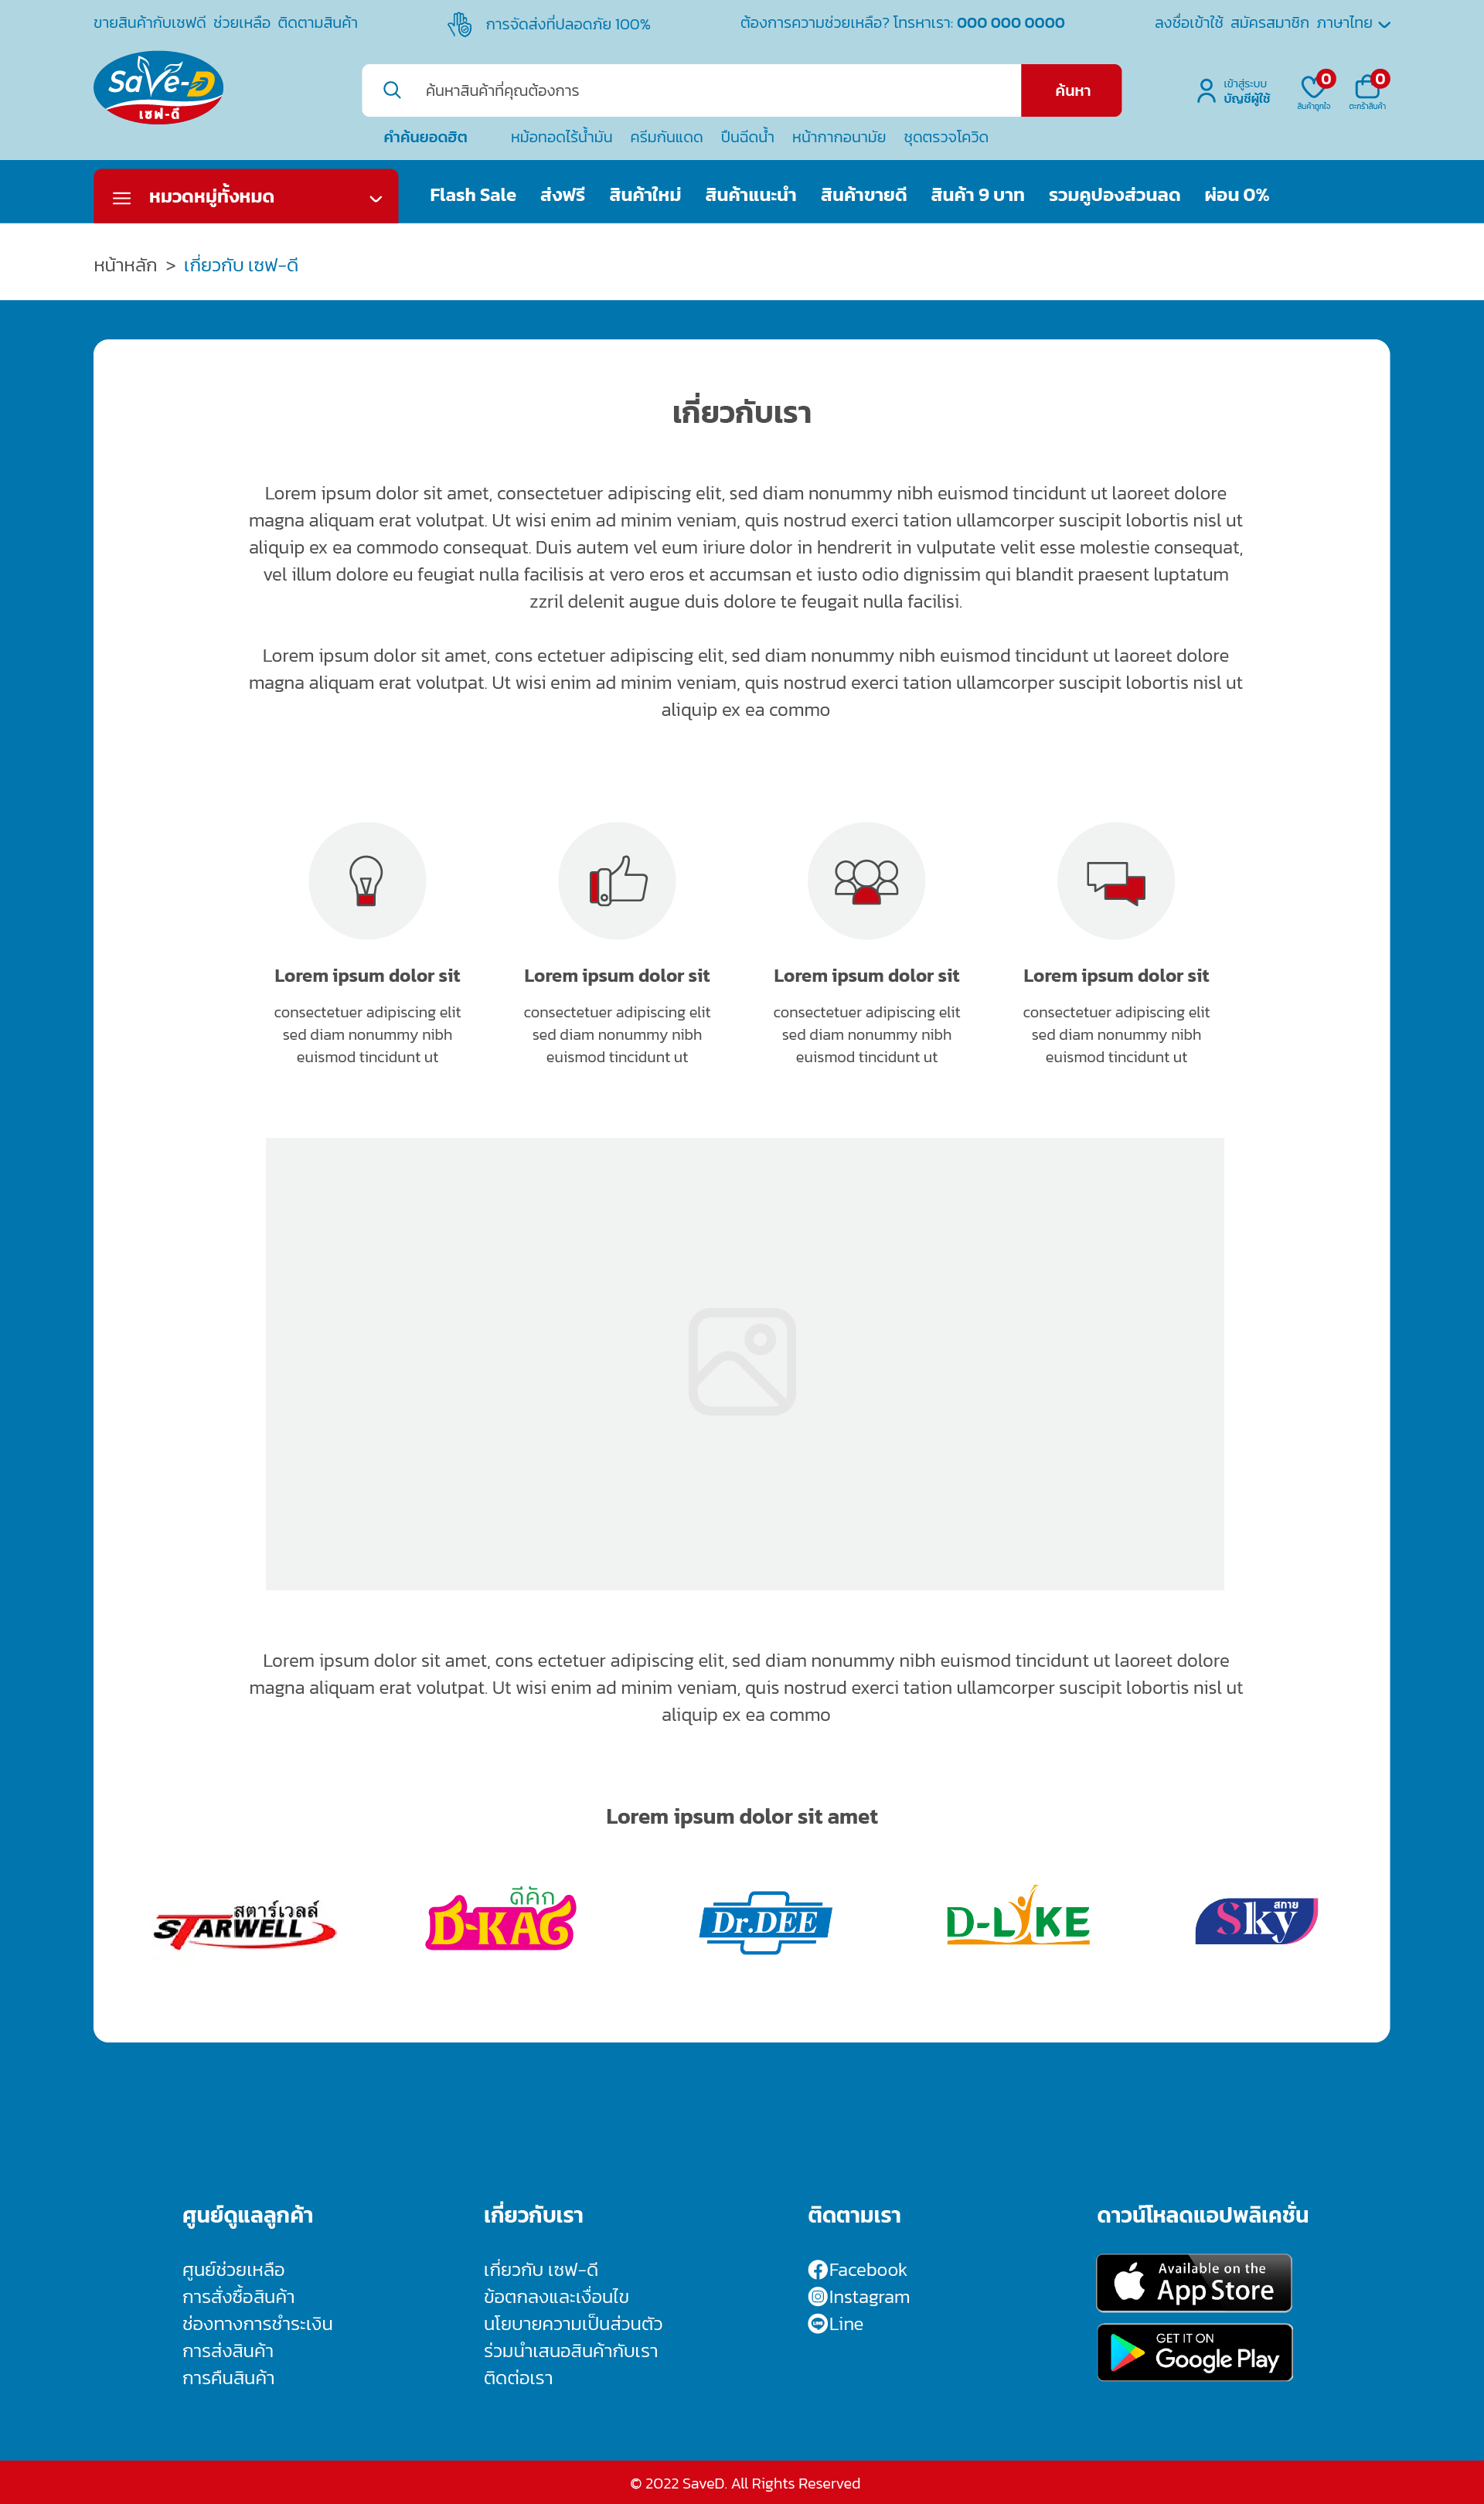 ขายสินค้ากับเซฟดี ช่วยเหลือ ติดตามสินค้า
การจัดส่งที่ปลอดภัย 100%
ต้องการความช่วยเหลือ? โทรหาเรา: 000 000 0000
ลงชื่อเข้าใช้ สมัครสมาชิก ภาษาไทย
Save-D
เซฟ-ดี
ค้นหาสินค้าที่คุณต้องการ
ค้นหา
เข้าสู่ระบบ
บัญชีผู้ใช้
0
สินค้าถูกใจ
0
ตะกร้าสินค้า
คำค้นยอดฮิต หม้อทอดไร้น้ำมัน ครีมกันแดด ปืนฉีดน้ำ หน้ากากอนามัย ชุดตรวจโควิด
หมวดหมู่ทั้งหมด
Flash Sale ส่งฟรี สินค้าใหม่ สินค้าแนะนำ สินค้าขายดี สินค้า 9 บาท รวมคูปองส่วนลด ผ่อน 0%
หน้าหลัก > เกี่ยวกับ เซฟ-ดี
เกี่ยวกับเรา
Lorem ipsum dolor sit amet, consectetuer adipiscing elit, sed diam nonummy nibh euismod tincidunt ut laoreet dolore
magna aliquam erat volutpat. Ut wisi enim ad minim veniam, quis nostrud exerci tation ullamcorper suscipit lobortis nisl ut
aliquip ex ea commodo consequat. Duis autem vel eum iriure dolor in hendrerit in vulputate velit esse molestie consequat,
vel illum dolore eu feugiat nulla facilisis at vero eros et accumsan et iusto odio dignissim qui blandit praesent luptatum
zzril delenit augue duis dolore te feugait nulla facilisi.
Lorem ipsum dolor sit amet, cons ectetuer adipiscing elit, sed diam nonummy nibh euismod tincidunt ut laoreet dolore
magna aliquam erat volutpat. Ut wisi enim ad minim veniam, quis nostrud exerci tation ullamcorper suscipit lobortis nisl ut
aliquip ex ea commo
Lorem ipsum dolor sit
consectetuer adipiscing elit
sed diam nonummy nibh
euismod tincidunt ut
Lorem ipsum dolor sit
consectetuer adipiscing elit
sed diam nonummy nibh
euismod tincidunt ut
Lorem ipsum dolor sit
consectetuer adipiscing elit
sed diam nonummy nibh
euismod tincidunt ut
Lorem ipsum dolor sit
consectetuer adipiscing elit
sed diam nonummy nibh
euismod tincidunt ut
Lorem ipsum dolor sit amet, cons ectetuer adipiscing elit, sed diam nonummy nibh euismod tincidunt ut laoreet dolore
magna aliquam erat volutpat. Ut wisi enim ad minim veniam, quis nostrud exerci tation ullamcorper suscipit lobortis nisl ut
aliquip ex ea commo
Lorem ipsum dolor sit amet
สตาร์เวลล์
STARWELL
ดีคัก
D-KAG
Dr.DEE
D-LIKE
สกาย
Sky
ศูนย์ดูแลลูกค้า
ศูนย์ช่วยเหลือ
การสั่งซื้อสินค้า
ช่องทางการชำระเงิน
การส่งสินค้า
การคืนสินค้า
เกี่ยวกับเรา
เกี่ยวกับ เซฟ-ดี
ข้อตกลงและเงื่อนไข
นโยบายความเป็นส่วนตัว
ร่วมนำเสนอสินค้ากับเรา
ติดต่อเรา
ติดตามเรา
Facebook
Instagram
Line
ดาวน์โหลดแอปพลิเคชั่น
Available on the
App Store
GET IT ON
Google Play
© 2022 SaveD. All Rights Reserved